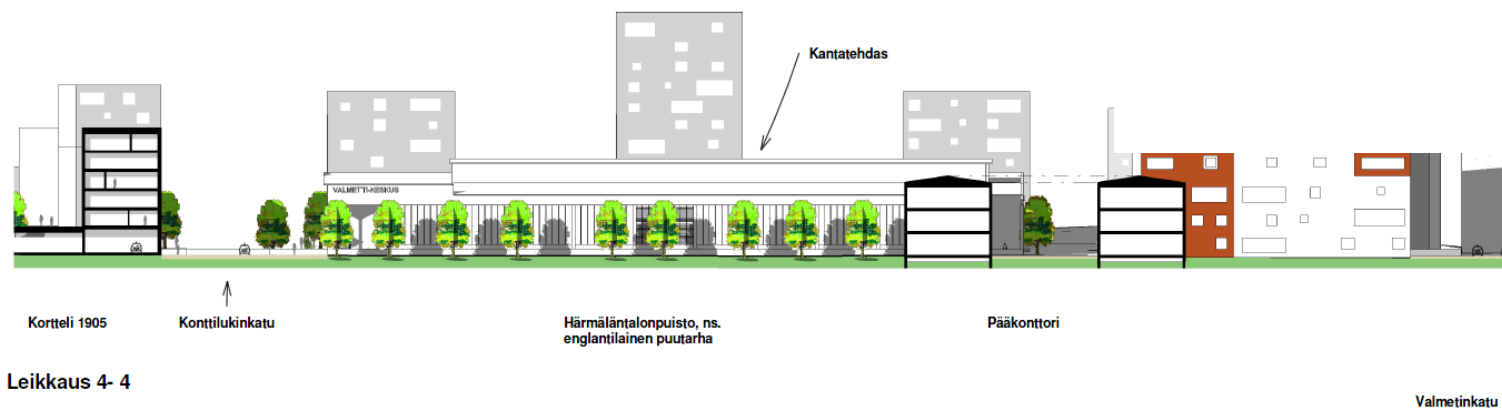 Kantatehdas
VALMETTI-KESKUS
Kortteli 1905
Konttilukinkatu
Härmäläntalonpuisto, ns.
englantilainen puutarha
Pääkonttori
Leikkaus 4- 4
Valmetinkatu